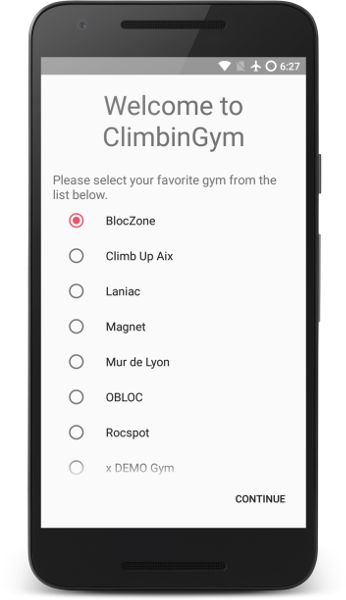 6:27
Welcome to
ClimbinGym
Please select your favorite gym from the
list below.
BlocZone
Climb Up Aix
Laniac
Magnet
Mur de Lyon
OBLOC
Rocspot
x DEMO Gym
CONTINUE